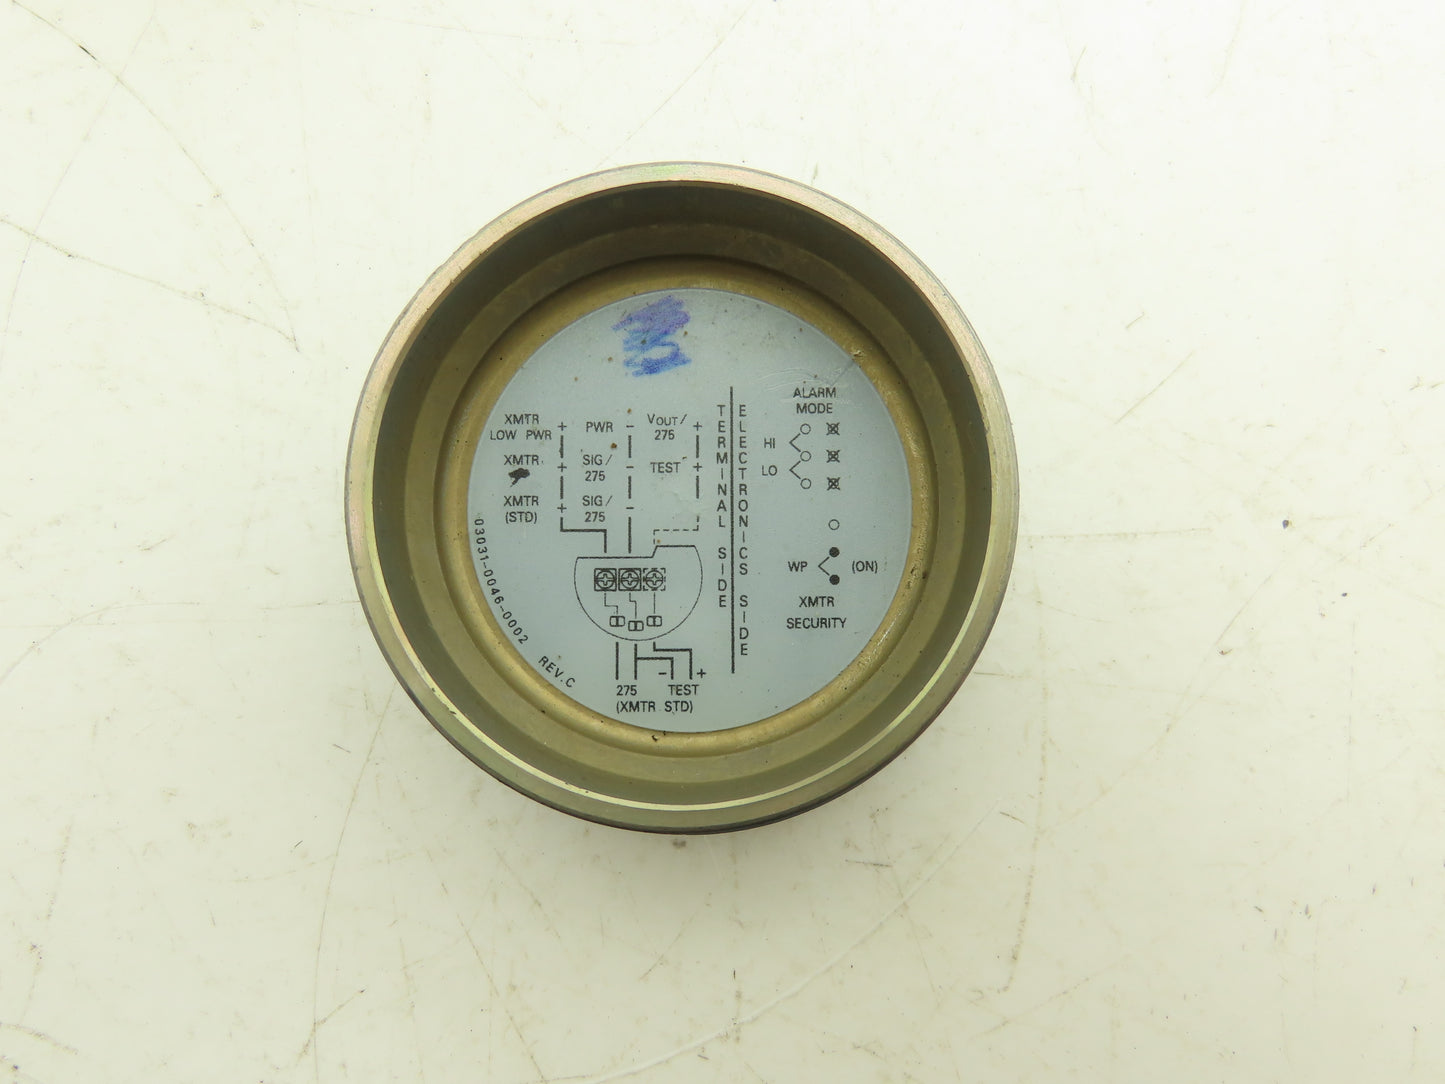 XMTR
LOW PWR + PWR - VOUT/ +
275
XMTR + SIG/ - TEST +
275
XMTR + SIG/ -
(STD) 275
TERMINAL SIDE
ELECTRONICS SIDE
ALARM
MODE
HI
LO
WP (ON)
XMTR
SECURITY
03031-0046-0002 REV.C
- +
275 TEST
(XMTR STD)